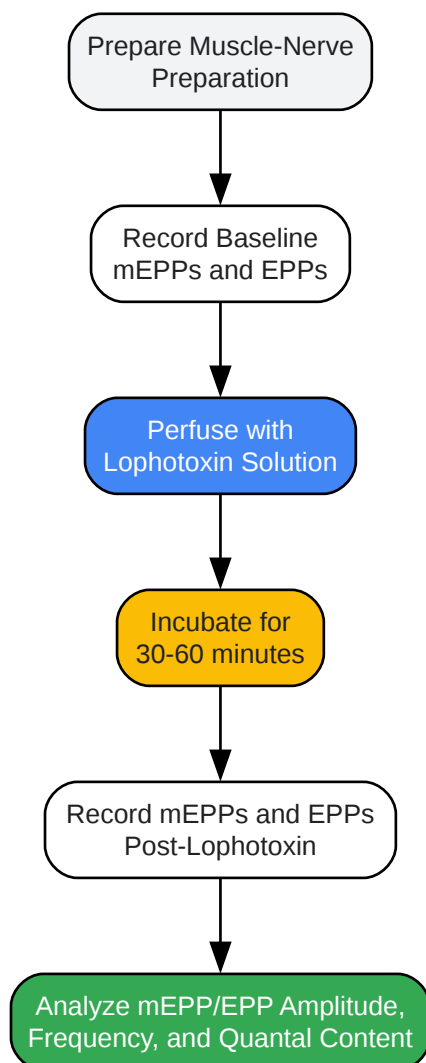 Prepare Muscle-Nerve
Preparation
Record Baseline
mEPPs and EPPs
Perfuse with
Lophotoxin Solution
Incubate for
30-60 minutes
Record mEPPs and EPPs
Post-Lophotoxin
Analyze mEPP/EPP Amplitude,
Frequency, and Quantal Content